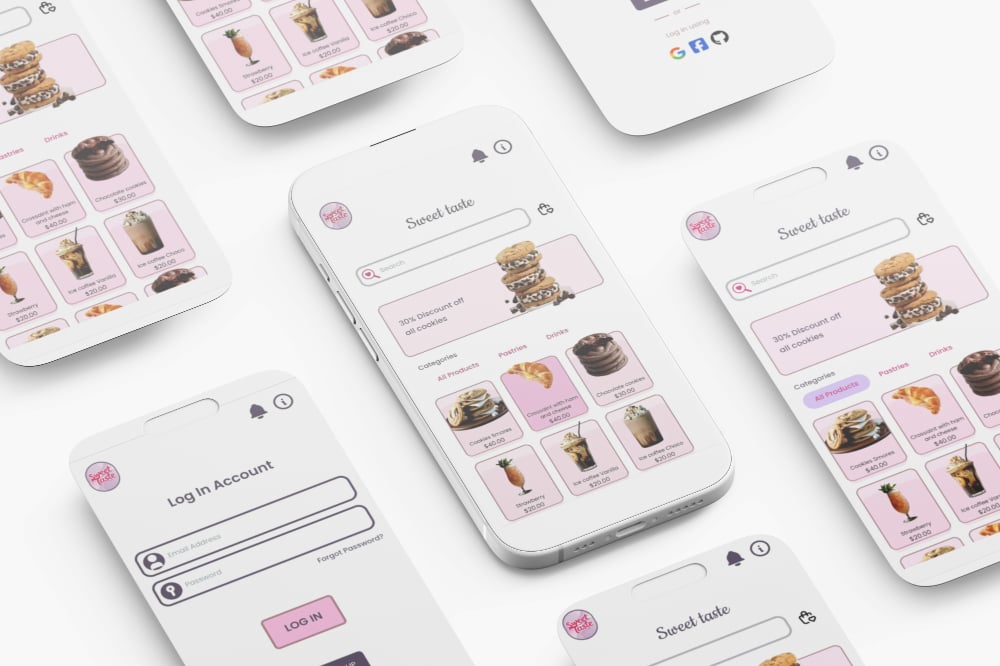 Pastries
Drinks
Croissant with ham
and cheese
$40.00
Chocolate cookies
$30.00
Strawberry
$20.00
Ice coffee Vanilla
$20.00
Ice coffee Choco
$20.00
Cookies Smores
$40.00
Strawberry
$20.00
Ice coffee Vanilla
$20.00
Ice coffee Choco
$20.00
or
Log in using
Sweet
Taste
Sweet taste
Search
30% Discount off
all cookies
Categories
All Products
Pastries
Drinks
Cookies Smores
$40.00
Croissant with ham
and cheese
$40.00
Chocolate cookies
$30.00
Strawberry
$20.00
Ice coffee Vanilla
$20.00
Ice coffee Choco
$20.00
Sweet
Taste
Sweet taste
Search
30% Discount off
all cookies
Categories
All Products
Pastries
Drinks
Cookies Smores
$40.00
Croissant with ham
and cheese
$40.00
Chocolate
$30.00
Strawberry
$20.00
Ice coffee Vanilla
$20.00
Sweet
Taste
Log In Account
Email Address
Password
Forgot Password?
LOG IN
Sweet
Taste
Sweet taste